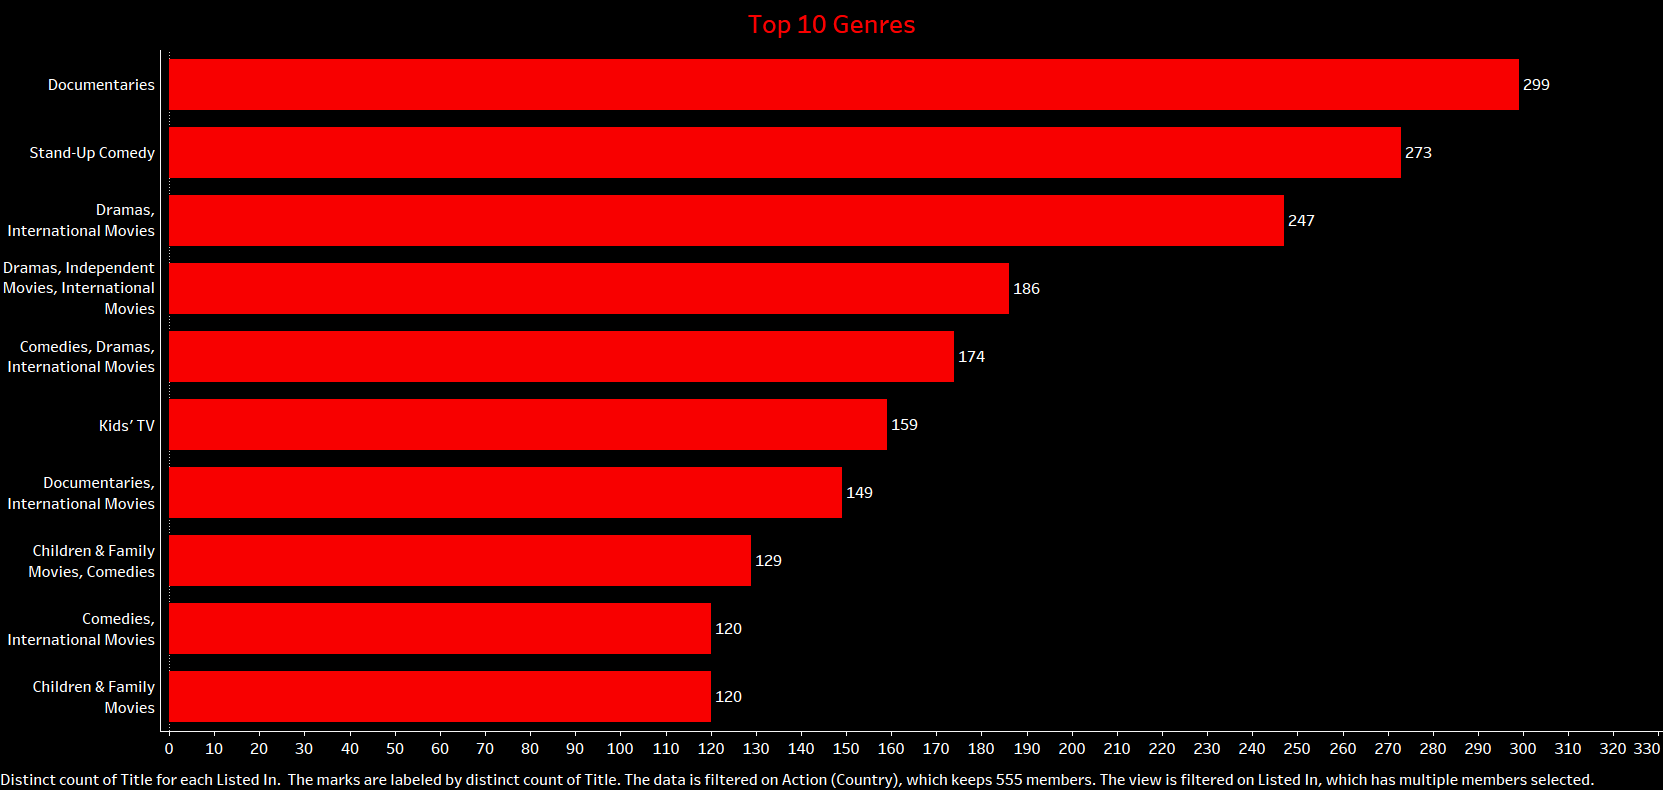 Top 10 Genres
Documentaries
299
Stand-Up Comedy
273
Dramas,
International Movies
247
Dramas, Independent
Movies, International
Movies
186
Comedies, Dramas,
International Movies
174
Kids’ TV
159
Documentaries,
International Movies
149
Children & Family
Movies, Comedies
129
Comedies,
International Movies
120
Children & Family
Movies
120
0 10 20 30 40 50 60 70 80 90 100 110 120 130 140 150 160 170 180 190 200 210 220 230 240 250 260 270 280 290 300 310 320 330
Distinct count of Title for each Listed In.  The marks are labeled by distinct count of Title. The data is filtered on Action (Country), which keeps 555 members. The view is filtered on Listed In, which has multiple members selected.